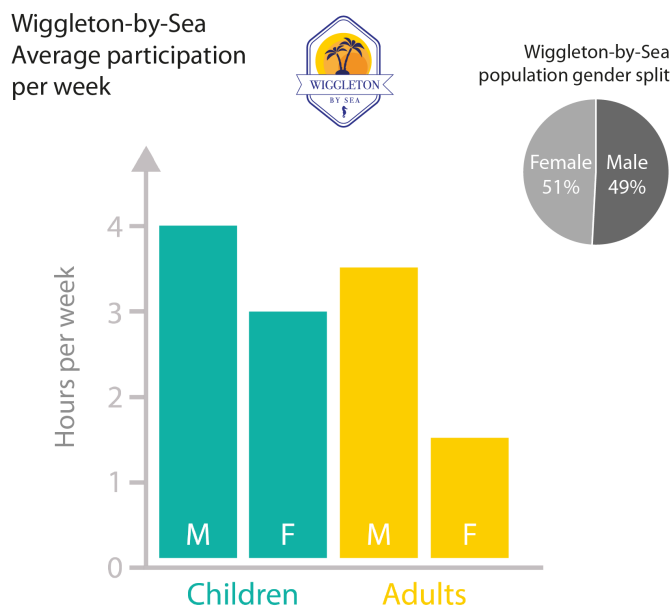 Wiggleton-by-Sea
Average participation
per week
WIGGLETON
BY SEA
Wiggleton-by-Sea
population gender split
Female
51%
Male
49%
Hours per week
4
3
2
1
0
M
F
M
F
Children
Adults